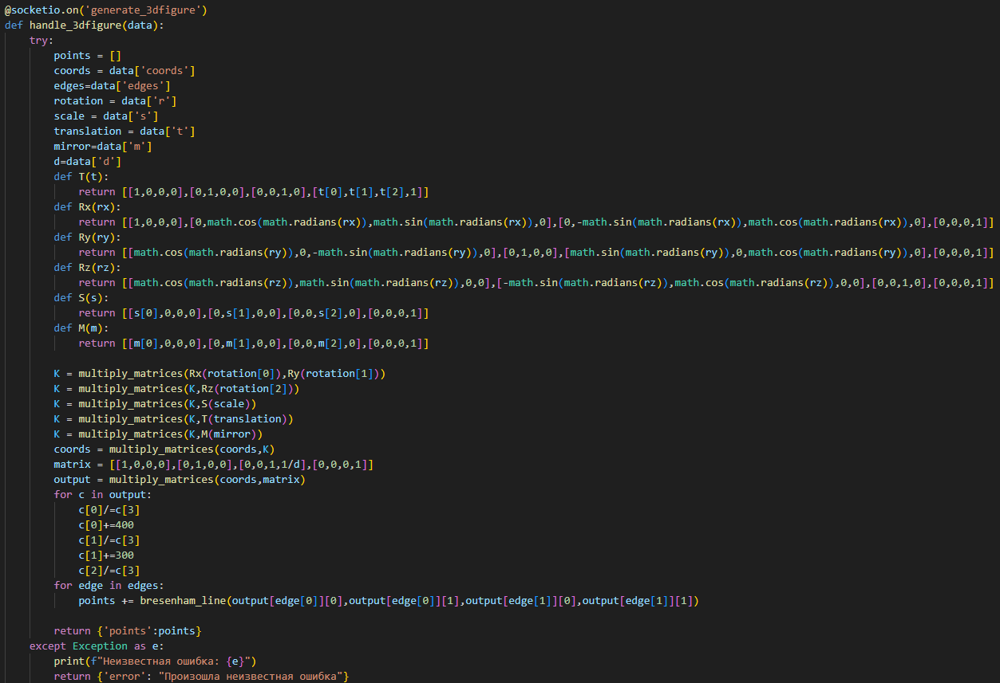 @socketio.on('generate_3dfigure')
def handle_3dfigure(data):
    try:
        points = []
        coords = data['coords']
        edges=data['edges']
        rotation = data['r']
        scale = data['s']
        translation = data['t']
        mirror=data['m']
        d=data['d']
        def T(t):
            return [[1,0,0,0],[0,1,0,0],[0,0,1,0],[t[0],t[1],t[2],1]]
        def Rx(rx):
            return [[1,0,0,0],[0,math.cos(math.radians(rx)),math.sin(math.radians(rx)),0],[0,-math.sin(math.radians(rx)),math.cos(math.radians(rx)),0],[0,0,0,1]]
        def Ry(ry):
            return [[math.cos(math.radians(ry)),0,-math.sin(math.radians(ry)),0],[0,1,0,0],[math.sin(math.radians(ry)),0,math.cos(math.radians(ry)),0],[0,0,0,1]]
        def Rz(rz):
            return [[math.cos(math.radians(rz)),math.sin(math.radians(rz)),0,0],[-math.sin(math.radians(rz)),math.cos(math.radians(rz)),0,0],[0,0,1,0],[0,0,0,1]]
        def S(s):
            return [[s[0],0,0,0],[0,s[1],0,0],[0,0,s[2],0],[0,0,0,1]]
        def M(m):
            return [[m[0],0,0,0],[0,m[1],0,0],[0,0,m[2],0],[0,0,0,1]]

        K = multiply_matrices(Rx(rotation[0]),Ry(rotation[1]))
        K = multiply_matrices(K,Rz(rotation[2]))
        K = multiply_matrices(K,S(scale))
        K = multiply_matrices(K,T(translation))
        K = multiply_matrices(K,M(mirror))
        coords = multiply_matrices(coords,K)
        matrix = [[1,0,0,0],[0,1,0,0],[0,0,1,1/d],[0,0,0,1]]
        output = multiply_matrices(coords,matrix)
        for c in output:
            c[0]/=c[3]
            c[0]+=400
            c[1]/=c[3]
            c[1]+=300
            c[2]/=c[3]
        for edge in edges:
            points += bresenham_line(output[edge[0]][0],output[edge[0]][1],output[edge[1]][0],output[edge[1]][1])

        return {'points':points}
    except Exception as e:
        print(f"Неизвестная ошибка: {e}")
        return {'error': "Произошла неизвестная ошибка"}